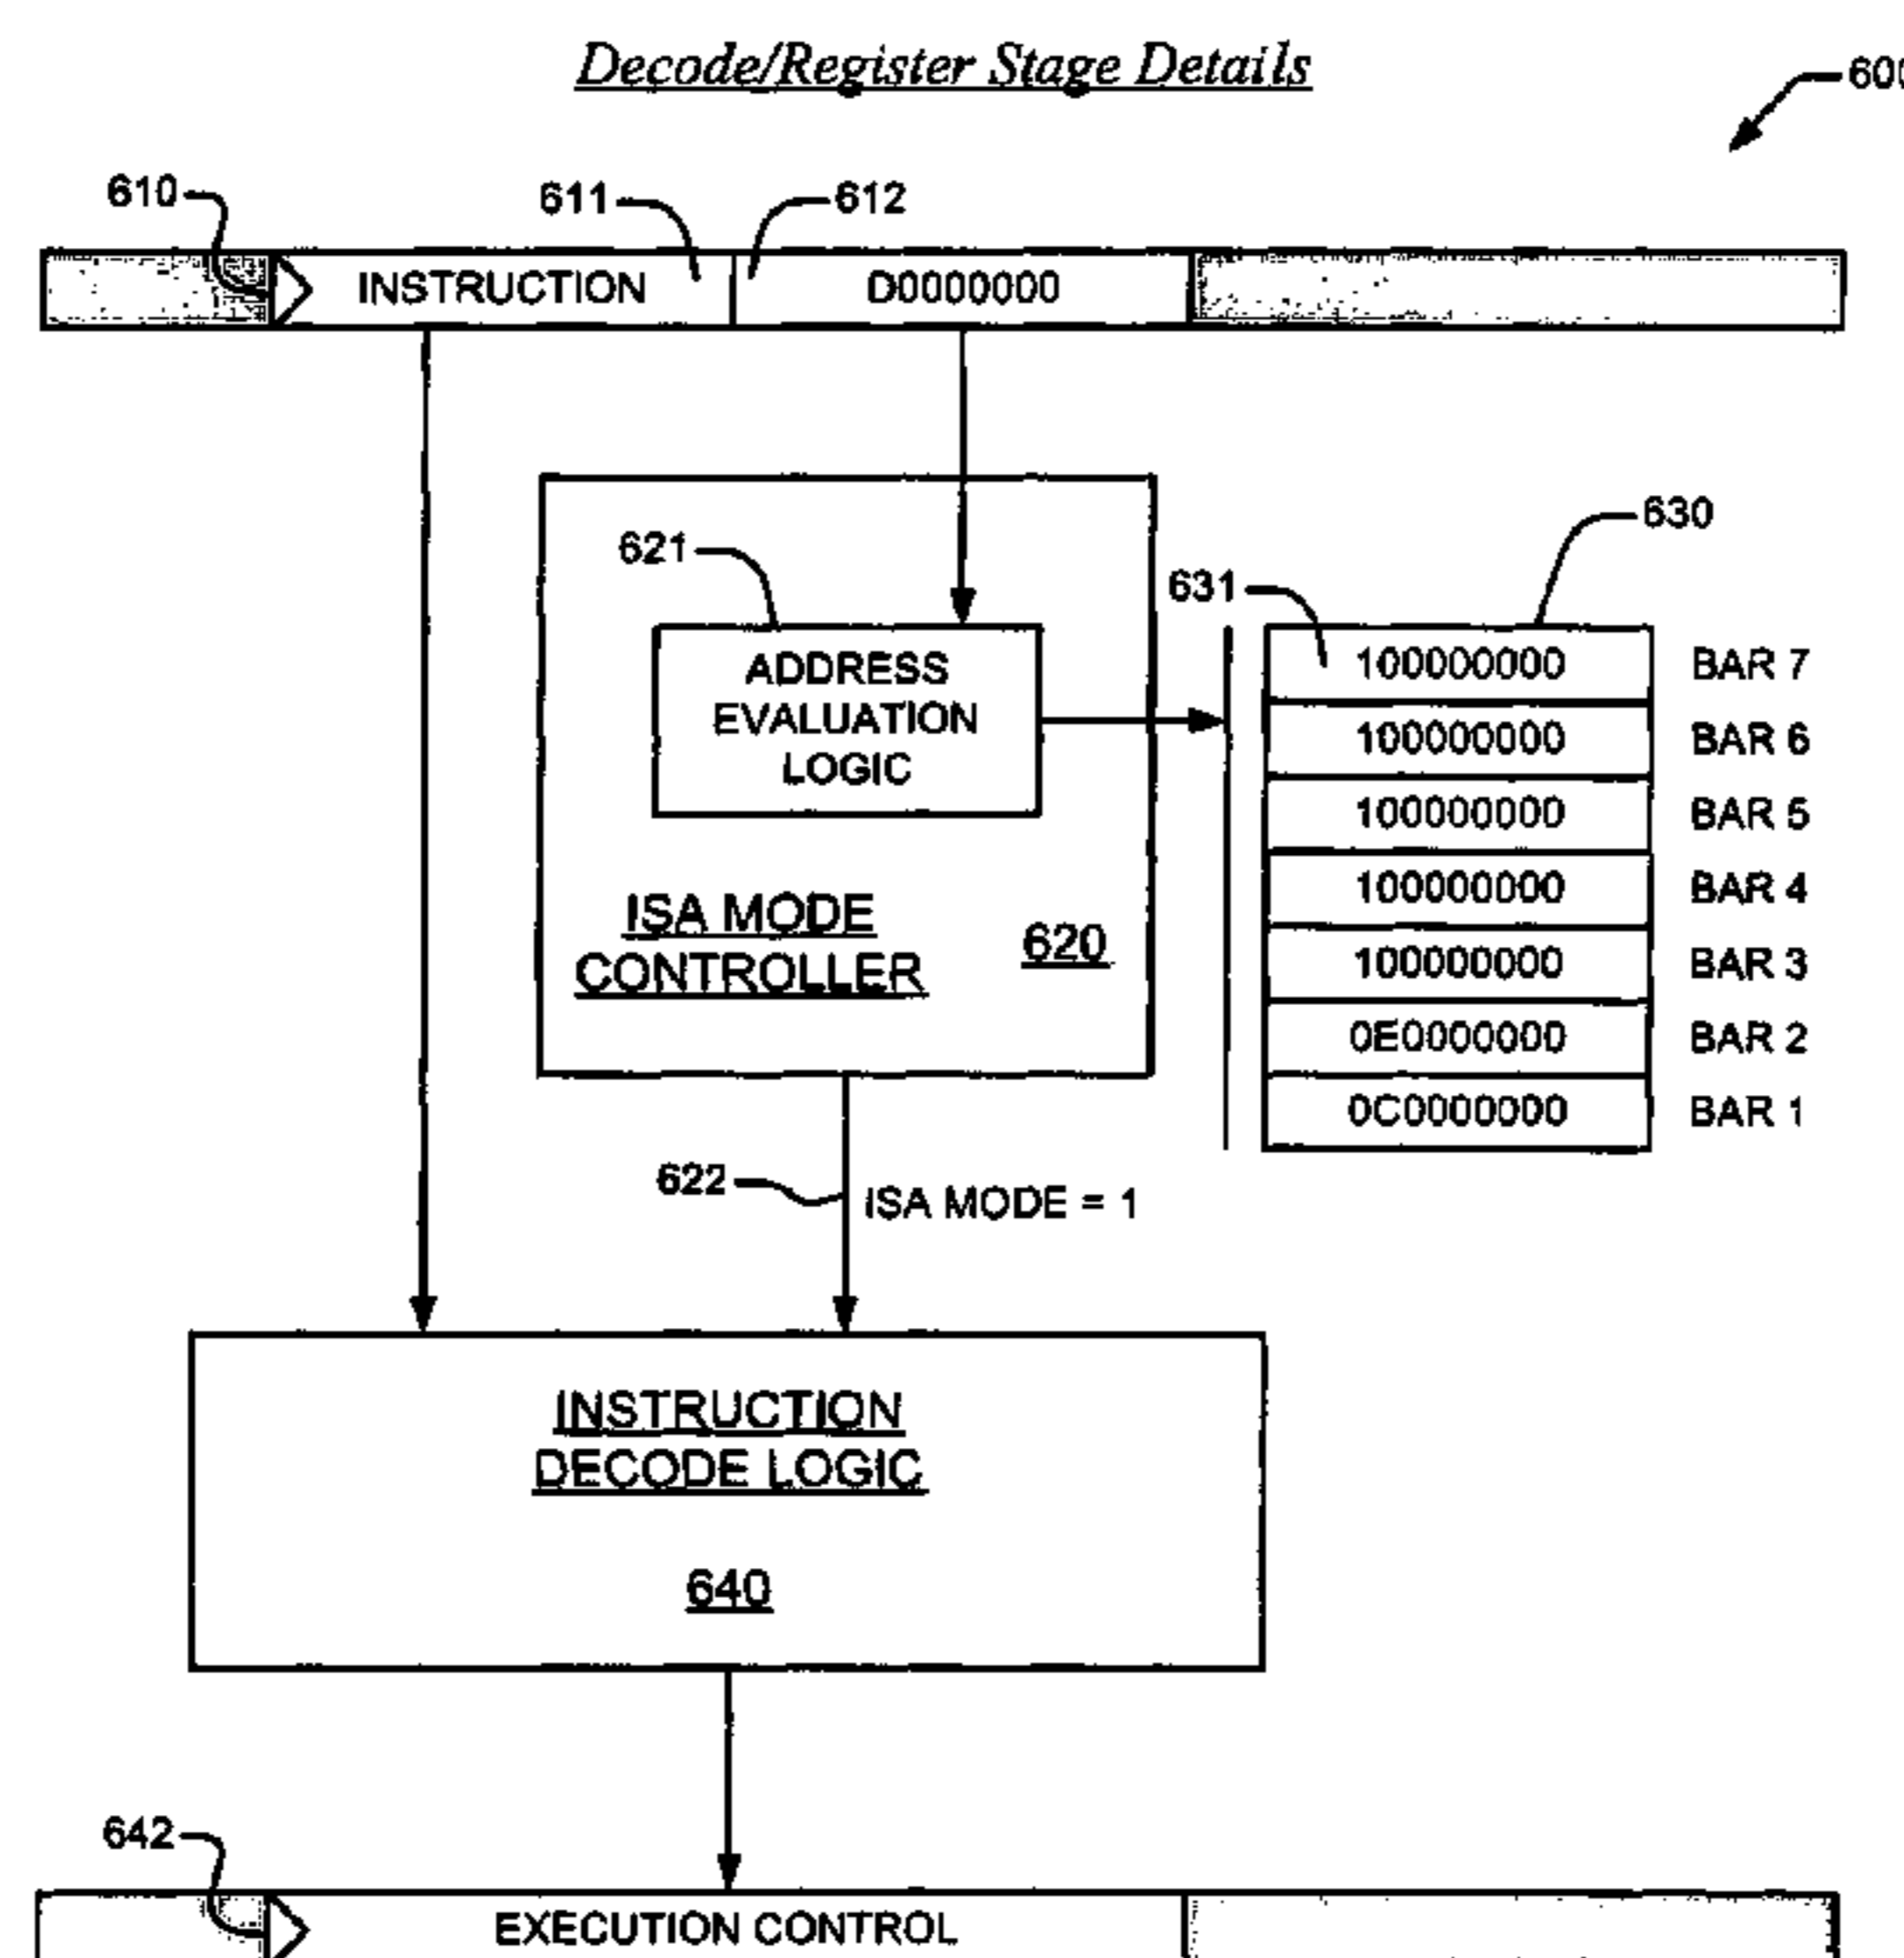 Decode/Register Stage Details
610
611
612
INSTRUCTION
D0000000
621
630
631
ADDRESS
EVALUATION
LOGIC
100000000 BAR 7
100000000 BAR 6
100000000 BAR 5
100000000 BAR 4
100000000 BAR 3
0E0000000 BAR 2
0C0000000 BAR 1
ISA MODE
CONTROLLER
620
622
ISA MODE = 1
INSTRUCTION
DECODE LOGIC
640
642
EXECUTION CONTROL